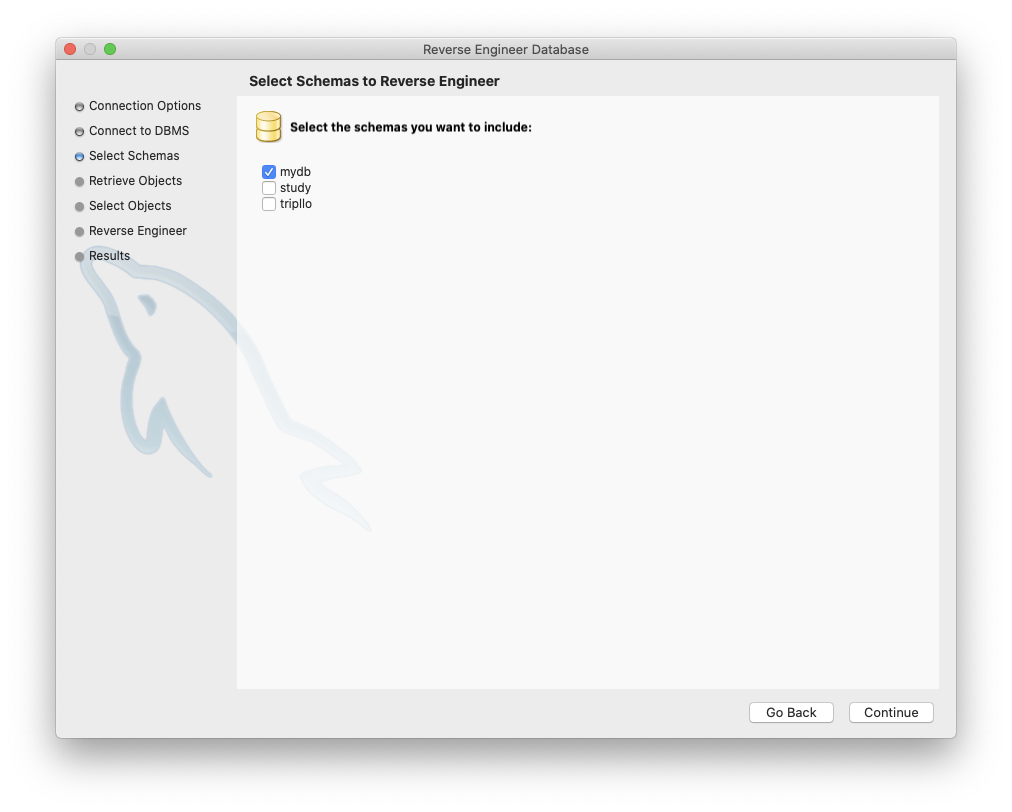 Reverse Engineer Database
Select Schemas to Reverse Engineer
Connection Options
Connect to DBMS
Select Schemas
Retrieve Objects
Select Objects
Reverse Engineer
Results
Select the schemas you want to include:
mydb
study
tripllo
Go Back
Continue